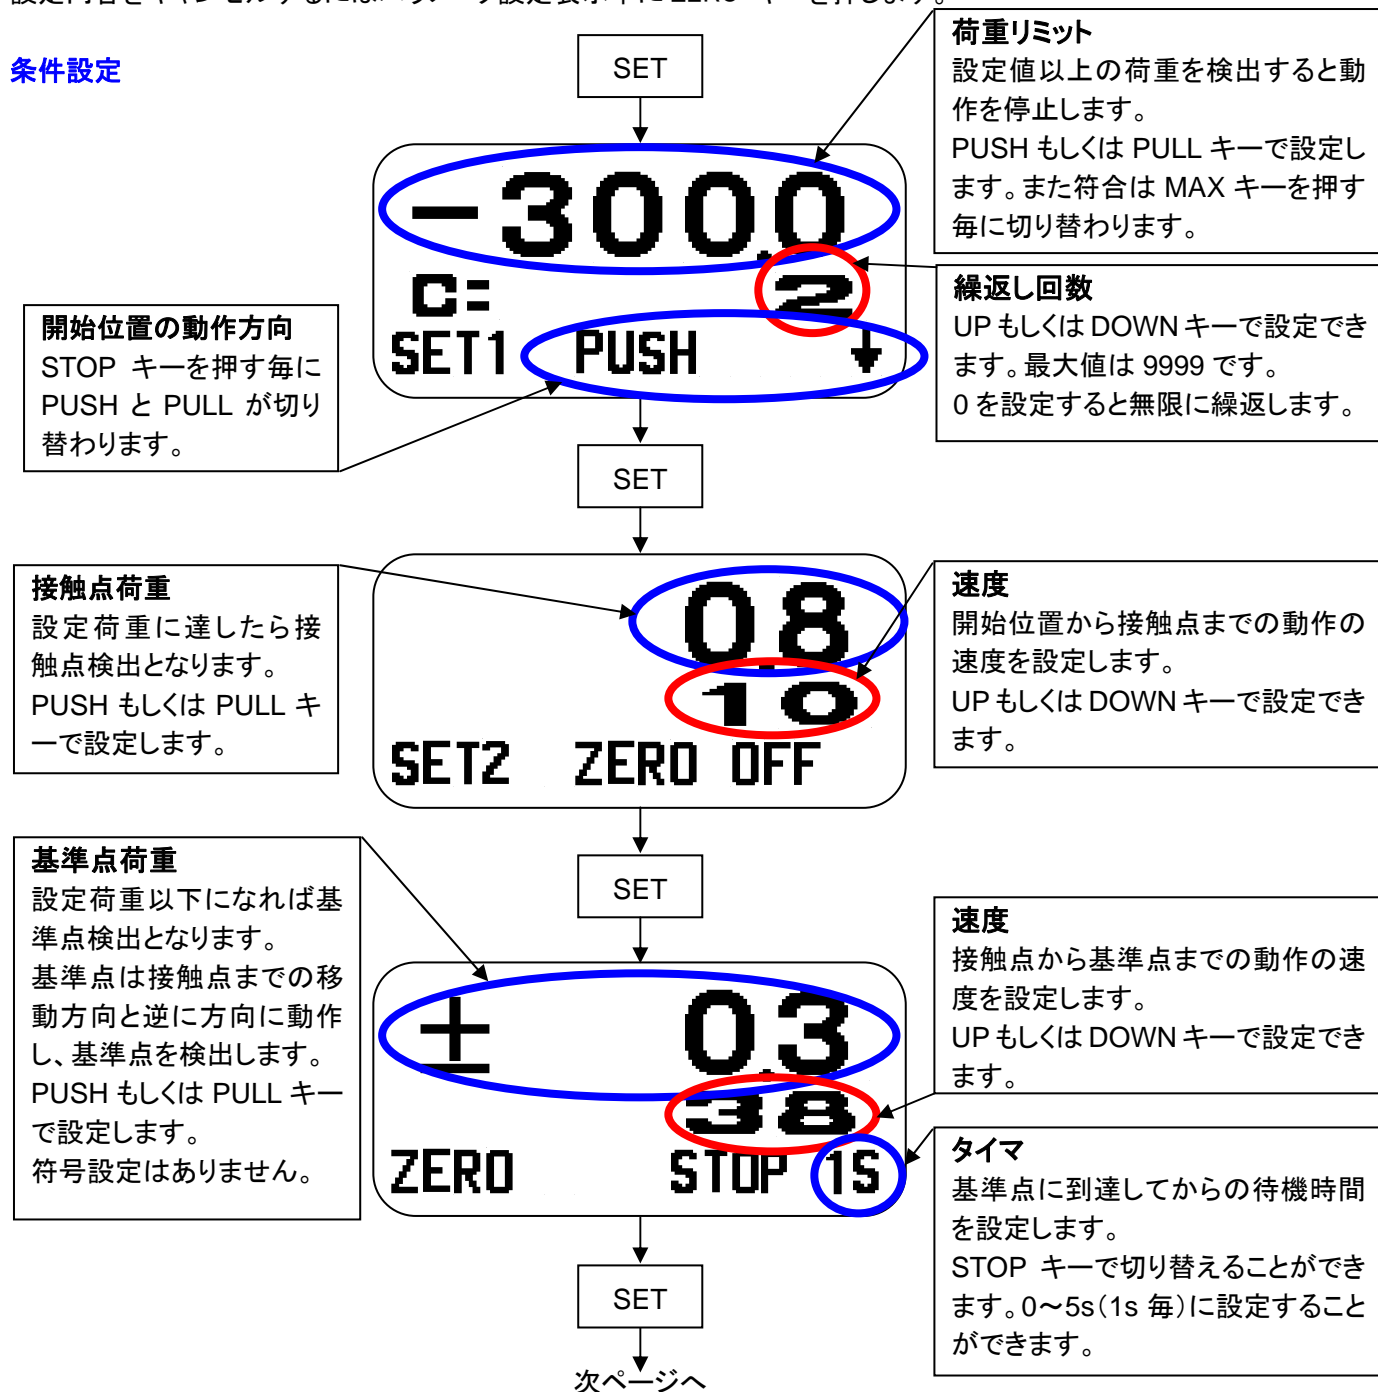 条件設定
SET
荷重リミット
設定値以上の荷重を検出すると動
作を停止します。
PUSH もしくは PULL キーで設定し
ます。また符合は MAX キーを押す
毎に切り替わります。
-300.0
C: 2
SET1 PUSH ↓
繰返し回数
UP もしくは DOWN キーで設定でき
ます。最大値は 9999 です。
0 を設定すると無限に繰返します。
開始位置の動作方向
STOP キーを押す毎に
PUSH と PULL が切り
替わります。
SET
接触点荷重
設定荷重に達したら接
触点検出となります。
PUSH もしくは PULL キ
ーで設定します。
0.8
10
SET2 ZERO OFF
速度
開始位置から接触点までの動作の
速度を設定します。
UP もしくは DOWN キーで設定でき
ます。
SET
基準点荷重
設定荷重以下になれば基
準点検出となります。
基準点は接触点までの移
動方向と逆に方向に動作
し、基準点を検出します。
PUSH もしくは PULL キー
で設定します。
符号設定はありません。
± 0.3
38
ZERO STOP 1S
速度
接触点から基準点までの動作の速
度を設定します。
UP もしくは DOWN キーで設定でき
ます。
タイマ
基準点に到達してからの待機時間
を設定します。
STOP キーで切り替えることができ
ます。0～5s（1s 毎）に設定すること
ができます。
SET
次ページへ